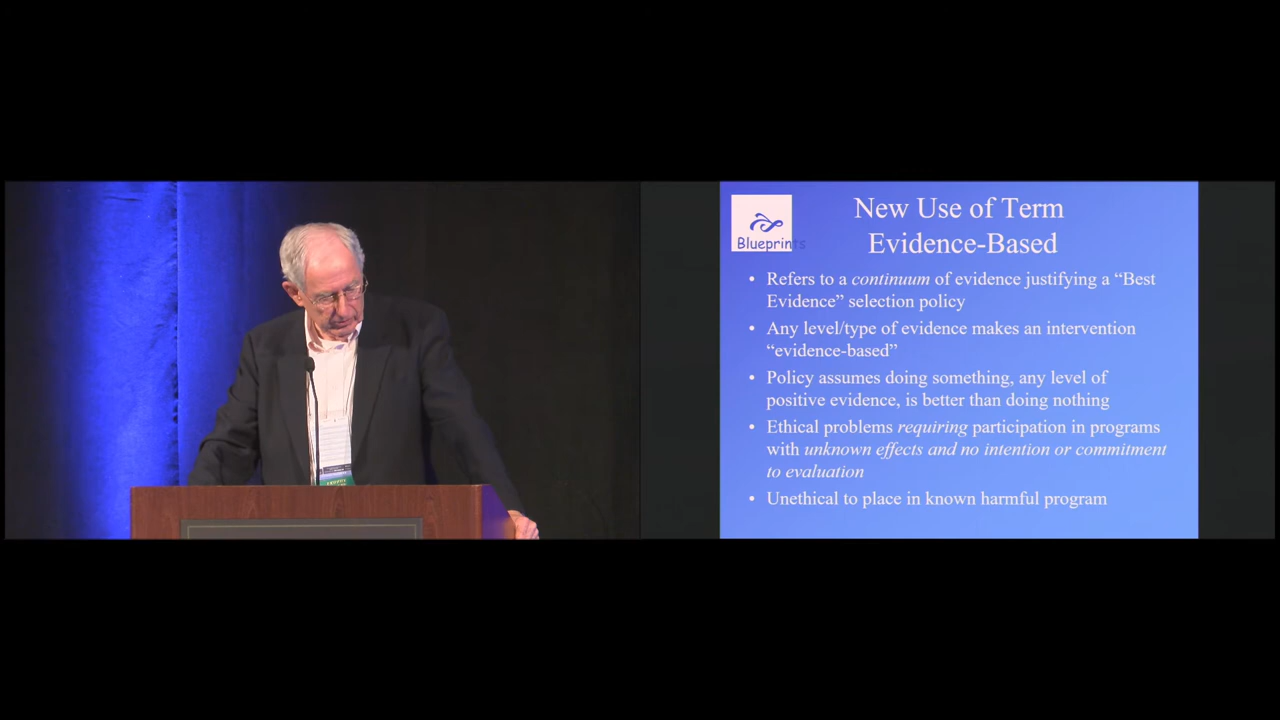 Blueprints
New Use of Term
Evidence-Based
• Refers to a continuum of evidence justifying a “Best
Evidence” selection policy
• Any level/type of evidence makes an intervention
“evidence-based”
• Policy assumes doing something, any level of
positive evidence, is better than doing nothing
• Ethical problems requiring participation in programs
with unknown effects and no intention or commitment
to evaluation
• Unethical to place in known harmful program